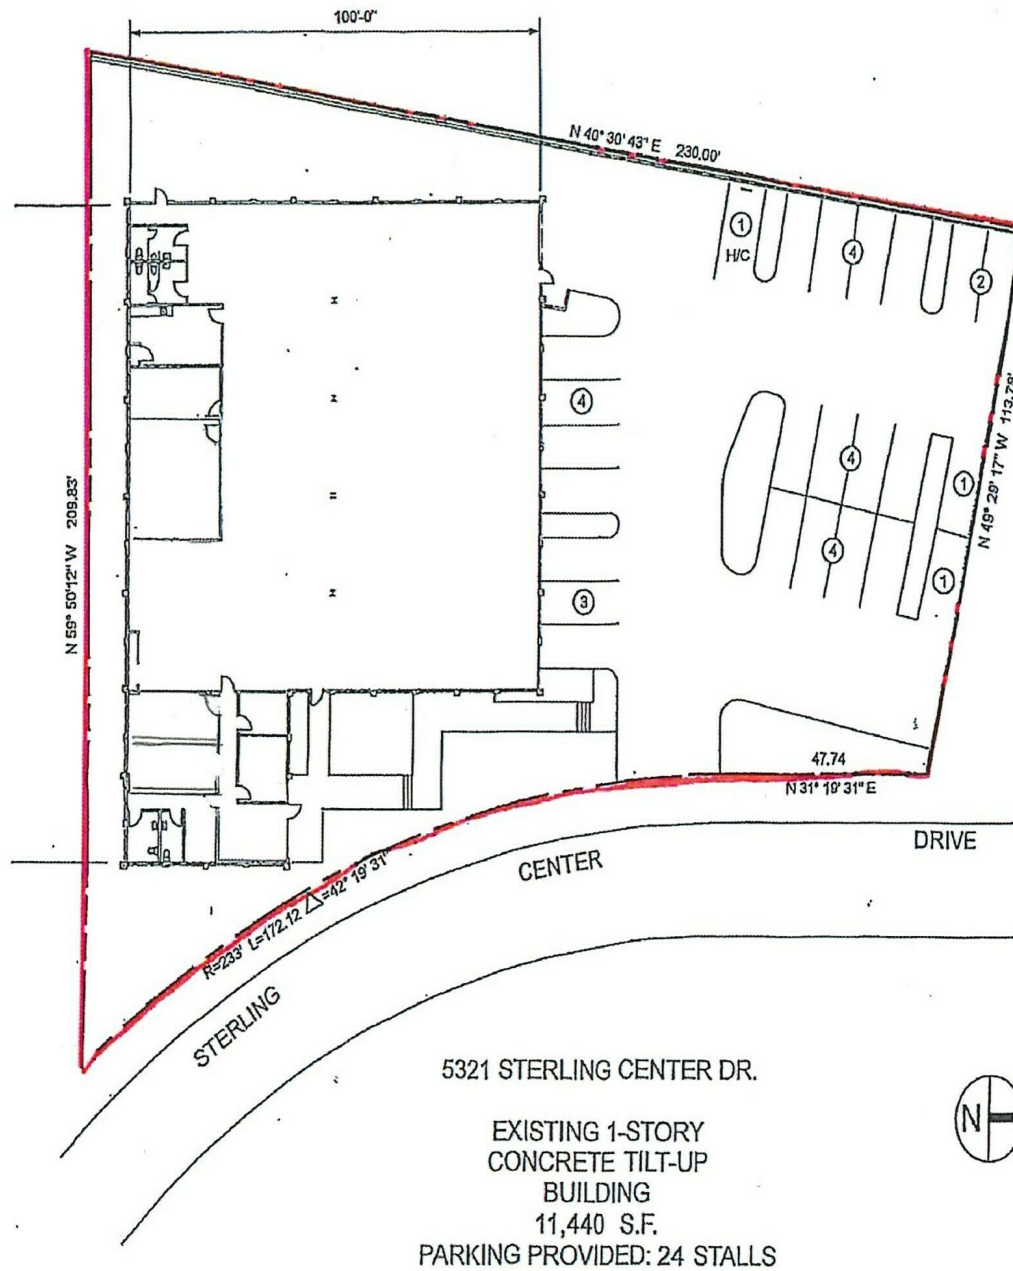 100'-0"
N 40° 30' 43" E 230.00'
1
H/C
4
2
4
4
1
N 49° 29' 17" W 113.78'
N 59° 50'12" W 209.83'
4
1
3
47.74
N 31° 19' 31" E
DRIVE
CENTER
R=233' L=172.12 △=42° 19' 31"
STERLING
5321 STERLING CENTER DR.
N
EXISTING 1-STORY
CONCRETE TILT-UP
BUILDING
11,440 S.F.
PARKING PROVIDED: 24 STALLS